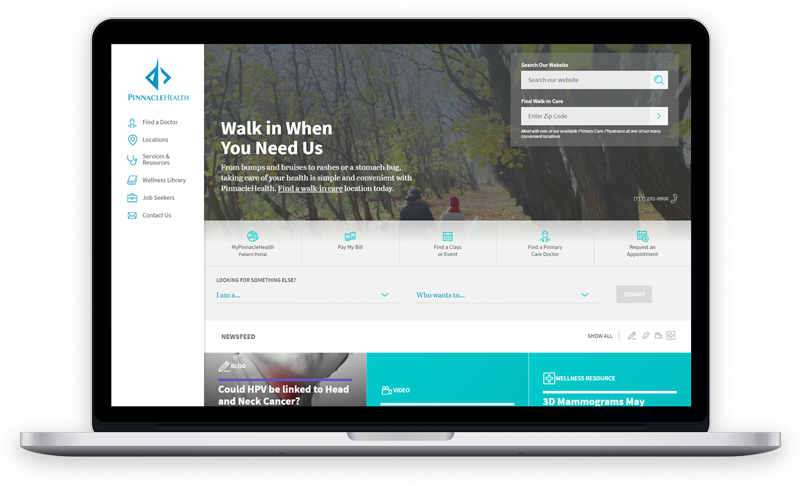 PINNACLEHEALTH
Find a Doctor
Locations
Services &
Resources
Wellness Library
Job Seekers
Contact Us
Search Our Website
Search our website
Find Walk-in Care
Enter Zip Code
Meet with one of our available Primary Care Physicians at one of our many
convenient locations
Walk in When
You Need Us
From bumps and bruises to rashes or a stomach bug,
taking care of your health is simple and convenient with
PinnacleHealth. Find a walk-in care location today.
(717) 231-8900
MyPinnacleHealth
Patient Portal
Pay My Bill
Find a Class
or Event
Find a Primary
Care Doctor
Request an
Appointment
LOOKING FOR SOMETHING ELSE?
I am a...
Who wants to...
SUBMIT
NEWSFEED
SHOW ALL
BLOG
Could HPV be linked to Head
and Neck Cancer?
VIDEO
WELLNESS RESOURCE
3D Mammograms May